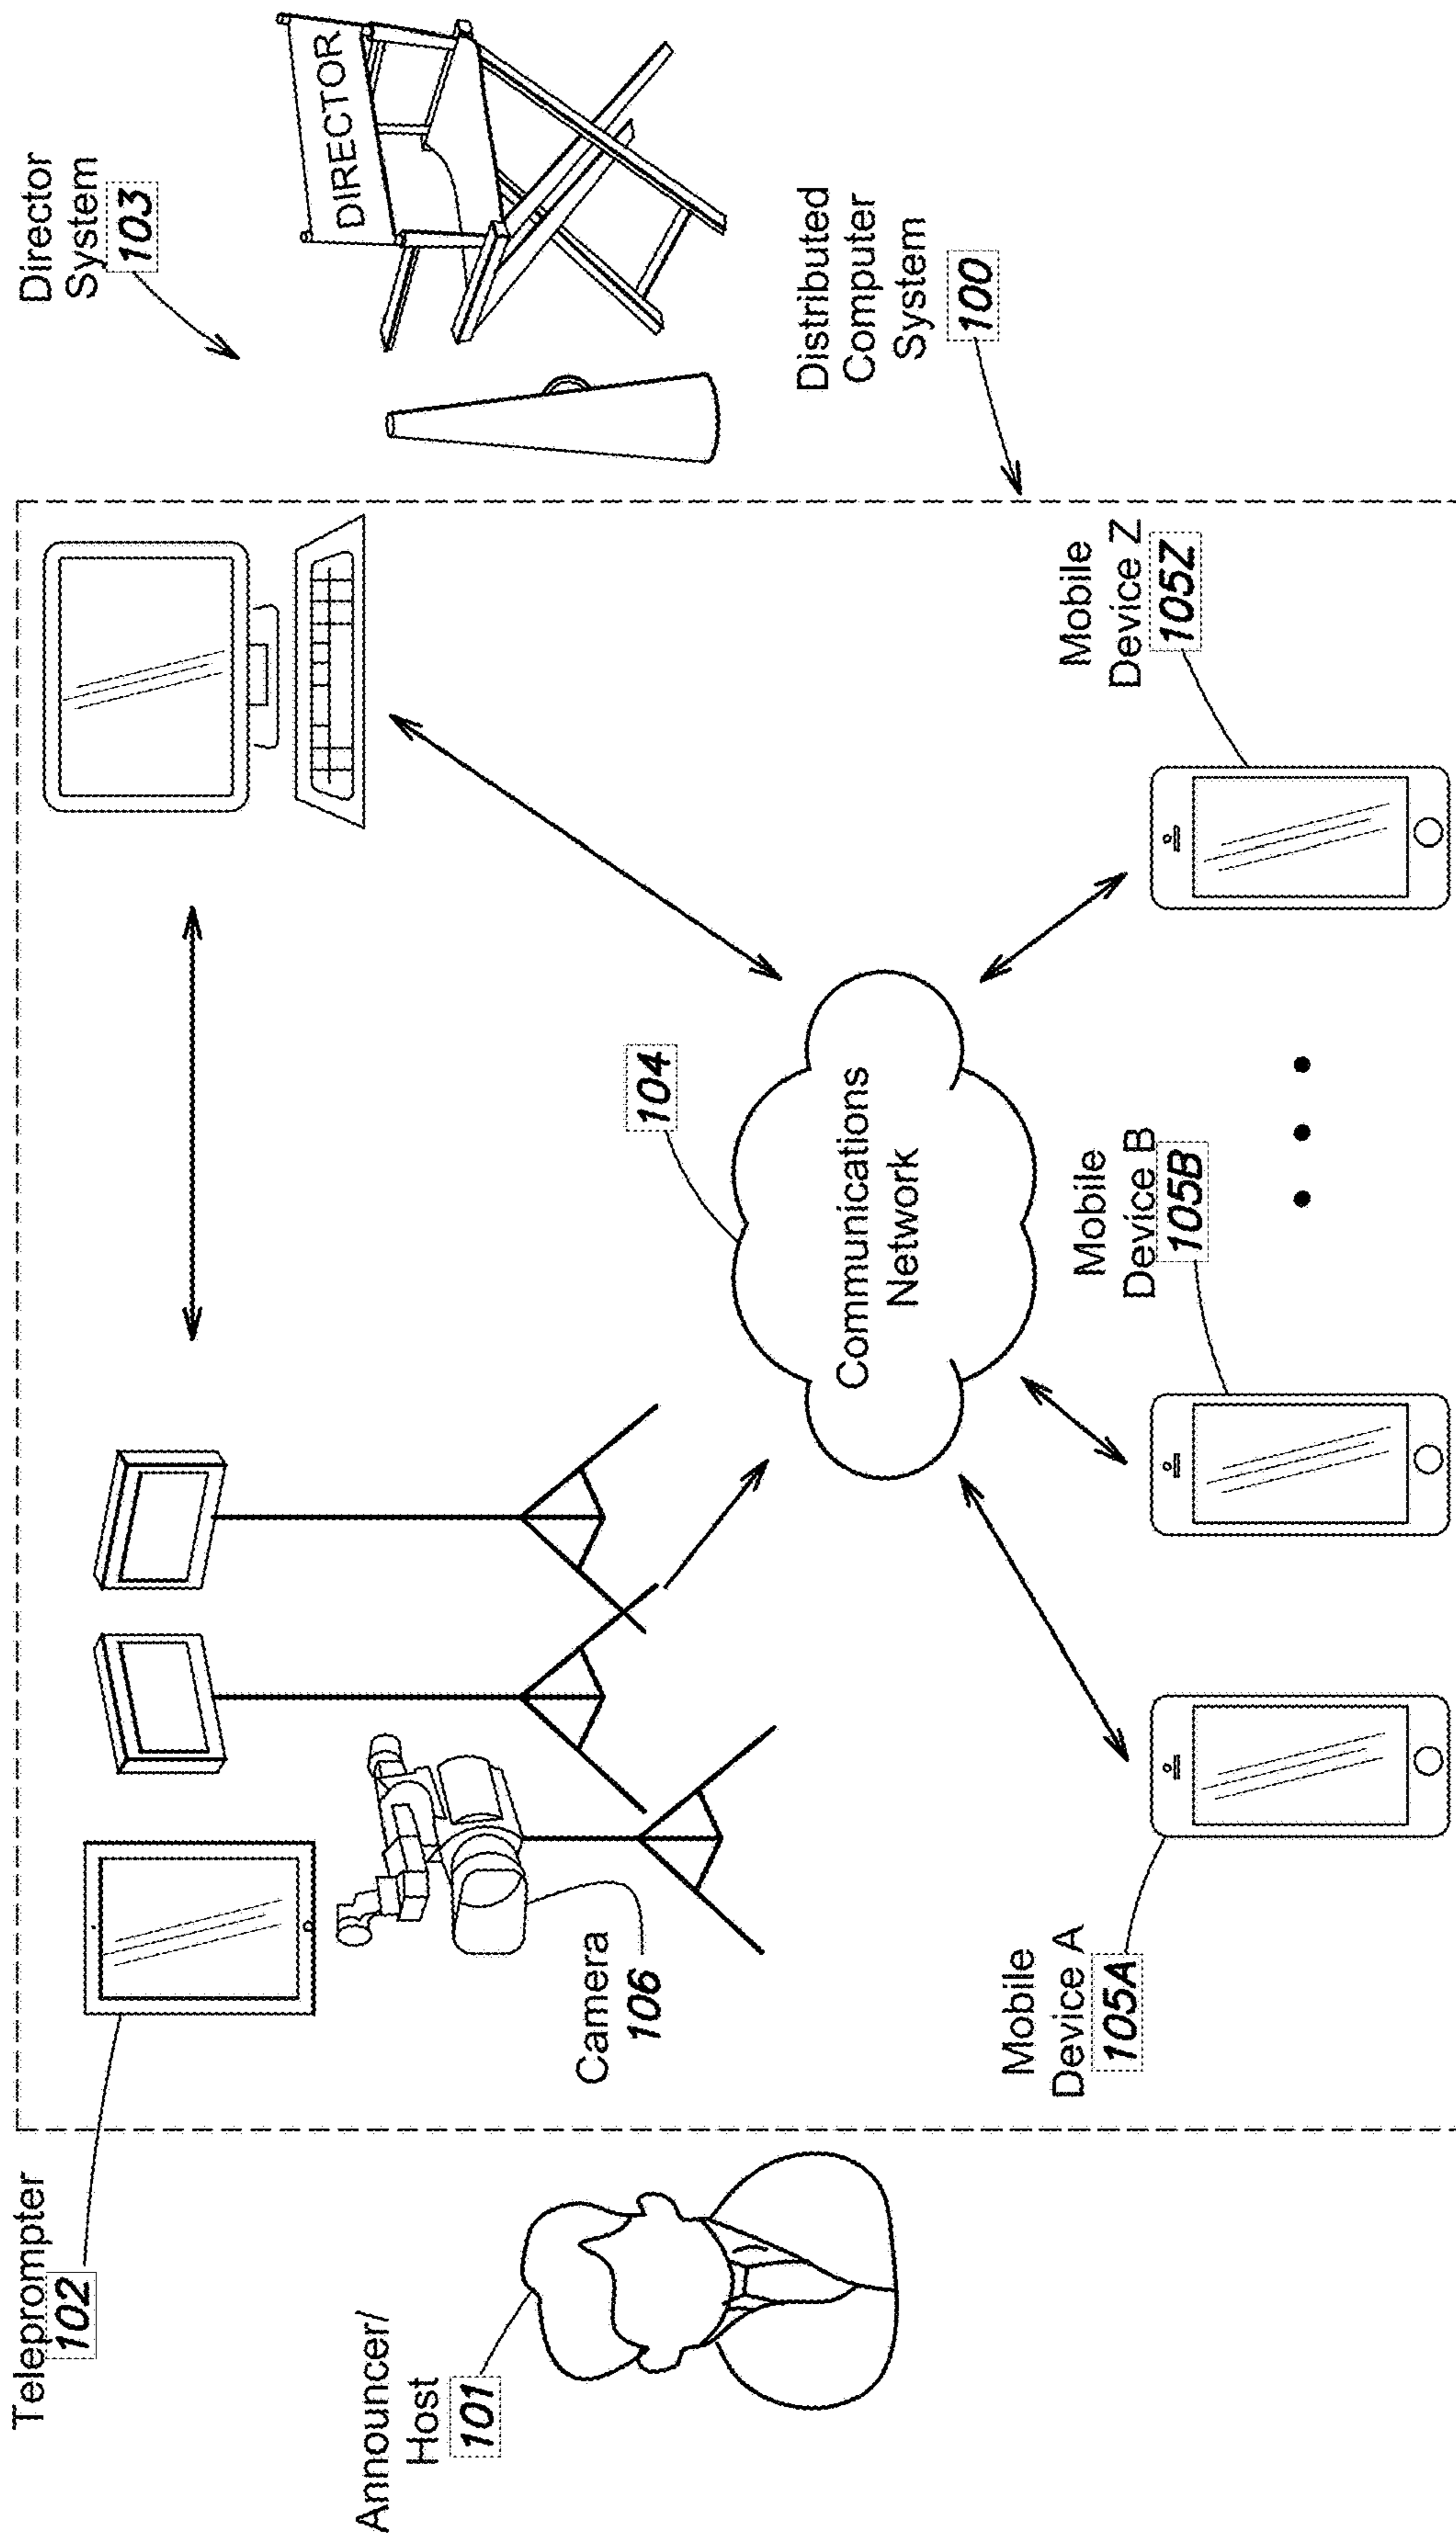 Teleprompter
102
Director
System
103
DIRECTOR
Announcer/
Host
101
Camera
106
104
Communications
Network
Distributed
Computer
System
100
Mobile
Device A
105A
Mobile
Device B
105B
Mobile
Device Z
105Z